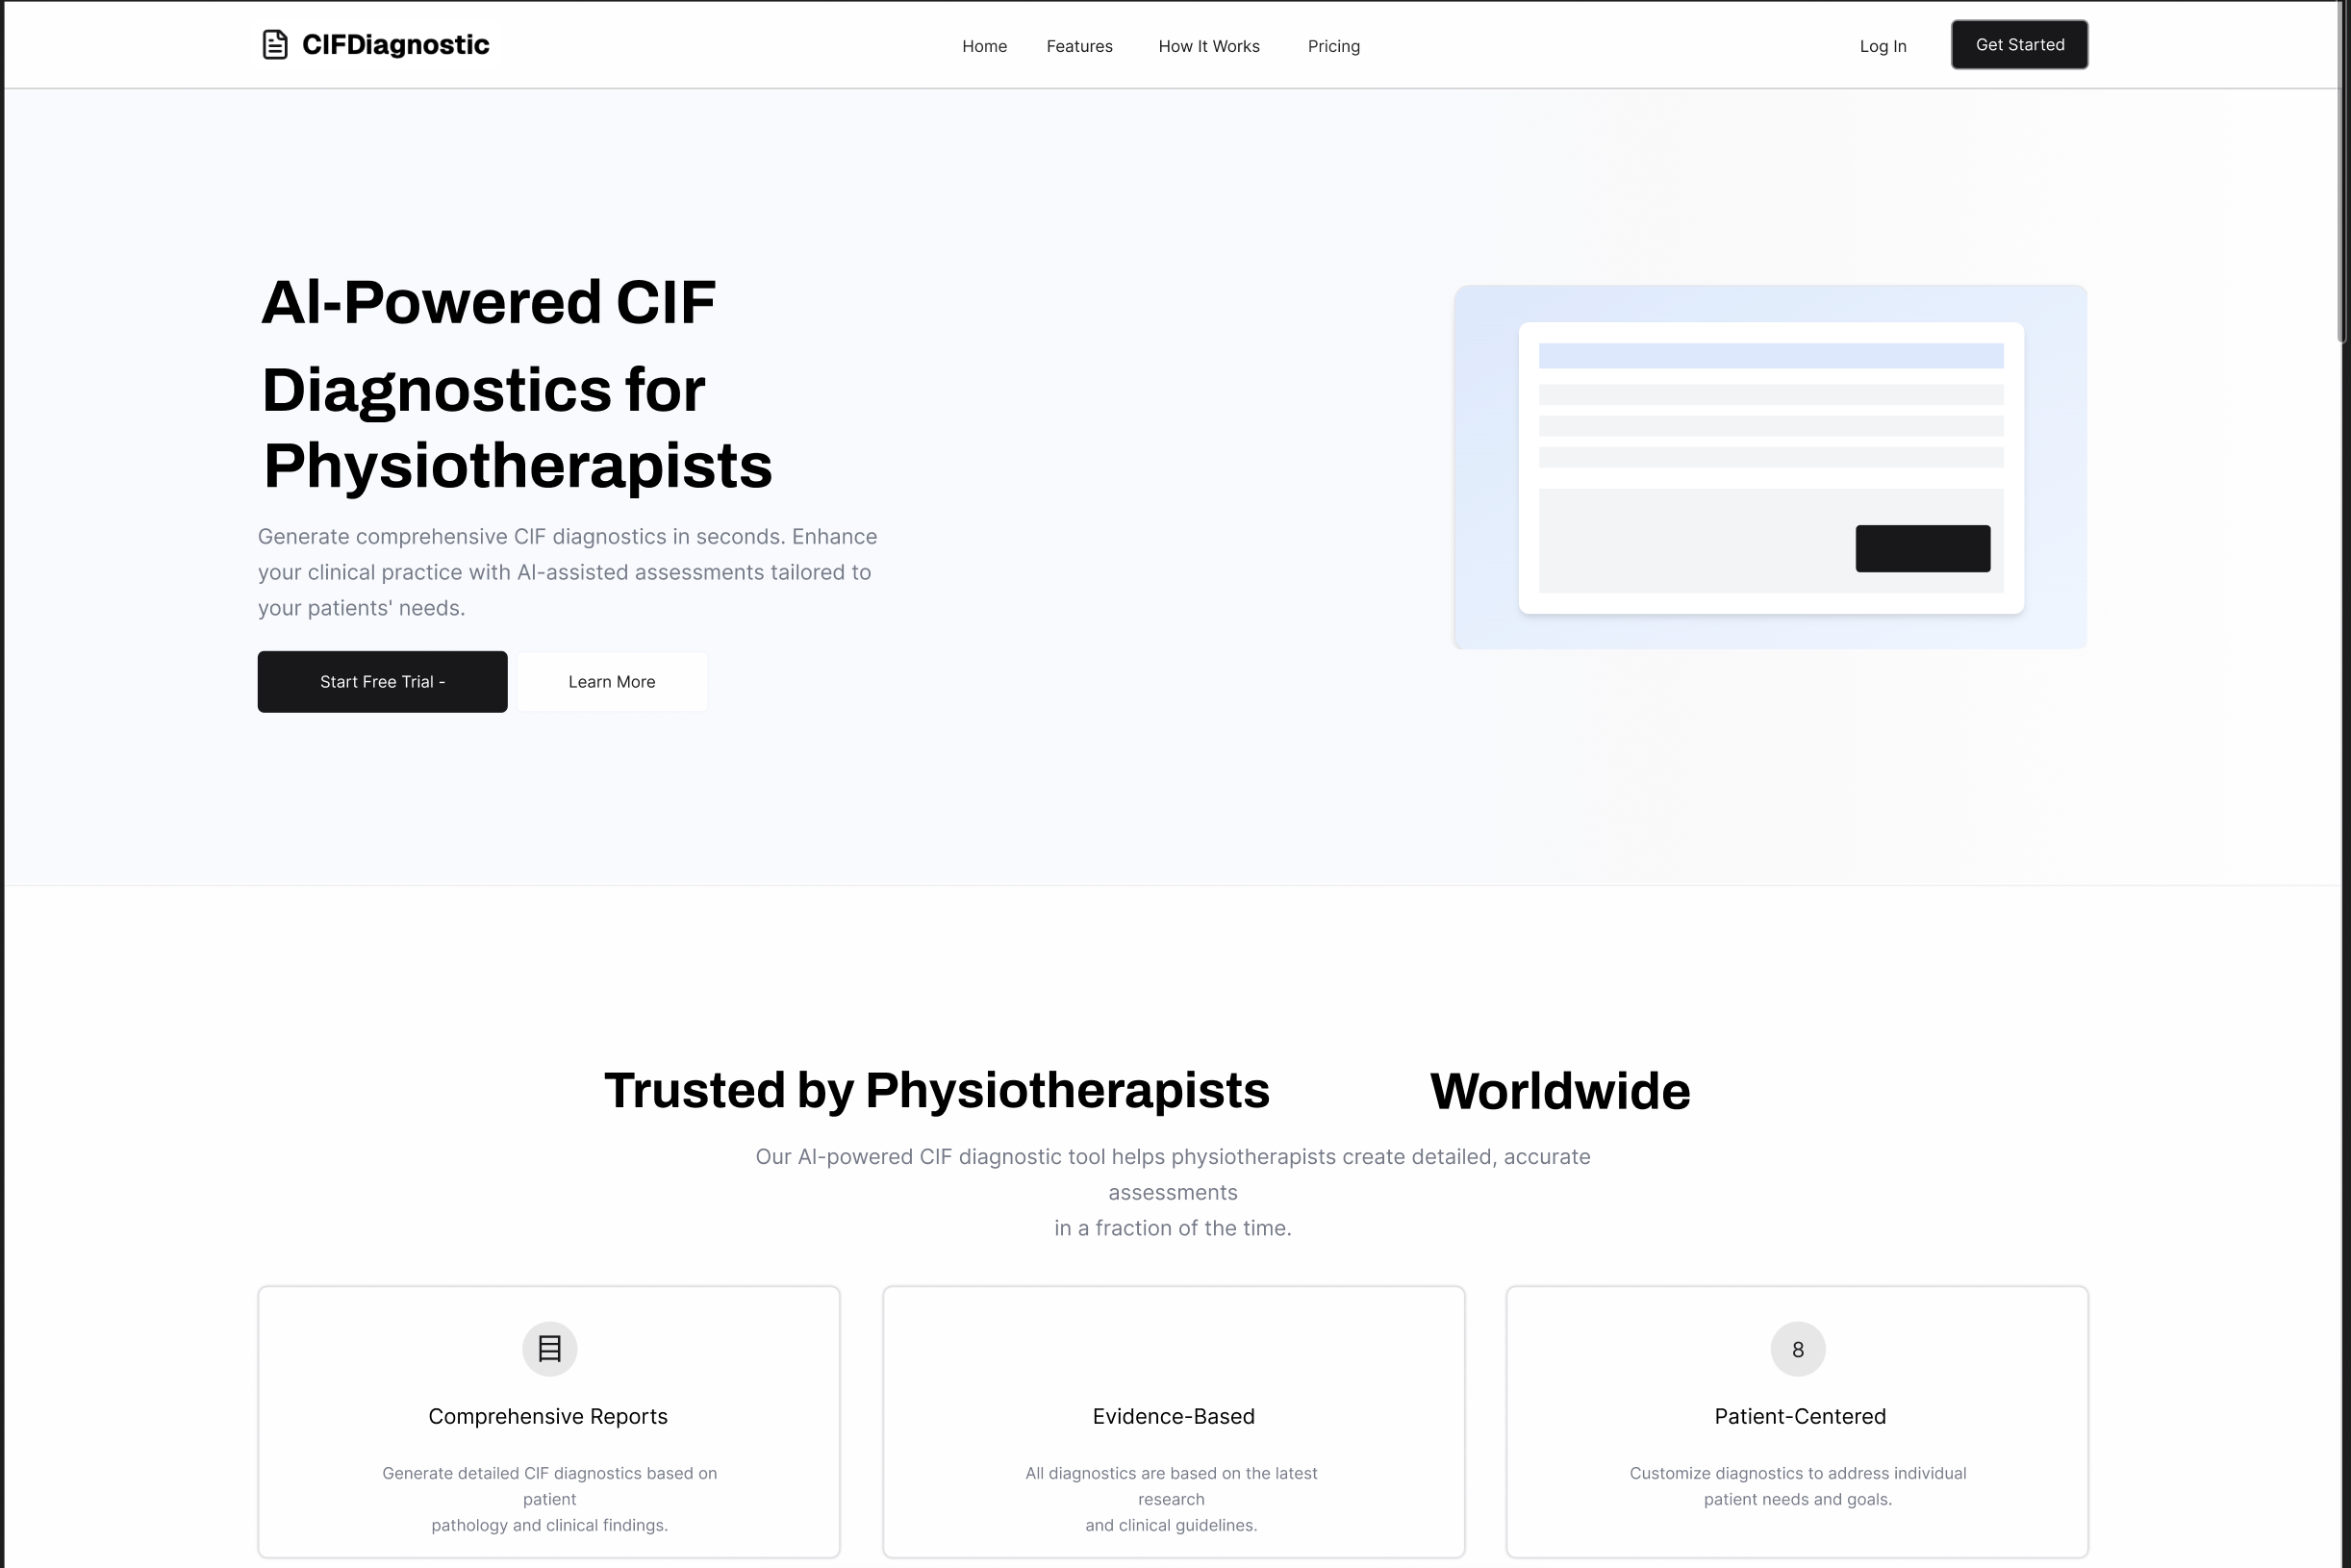 CIFDiagnostic
Home Features How It Works Pricing
Log In Get Started
AI-Powered CIF
Diagnostics for
Physiotherapists
Generate comprehensive CIF diagnostics in seconds. Enhance
your clinical practice with AI-assisted assessments tailored to
your patients' needs.
Start Free Trial -
Learn More
Trusted by Physiotherapists Worldwide
Our AI-powered CIF diagnostic tool helps physiotherapists create detailed, accurate
assessments
in a fraction of the time.
Comprehensive Reports
Generate detailed CIF diagnostics based on
patient
pathology and clinical findings.
Evidence-Based
All diagnostics are based on the latest
research
and clinical guidelines.
8
Patient-Centered
Customize diagnostics to address individual
patient needs and goals.